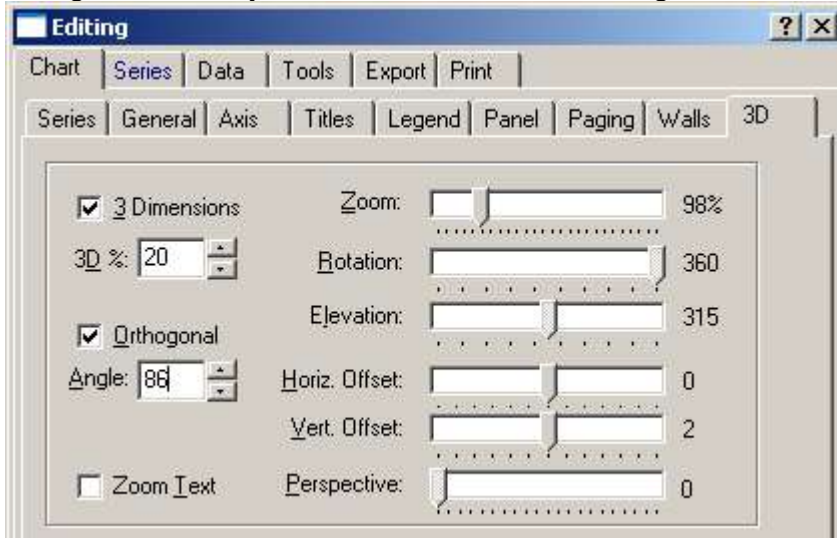 Editing ? X
Chart Series Data Tools Export Print
Series General Axis Titles Legend Panel Paging Walls 3D
3 Dimensions Zoom: 98%
3D %: 20 Rotation: 360
Elevation: 315
Orthogonal
Angle: 86 Horiz. Offset: 0
Vert. Offset: 2
Zoom Text Perspective: 0